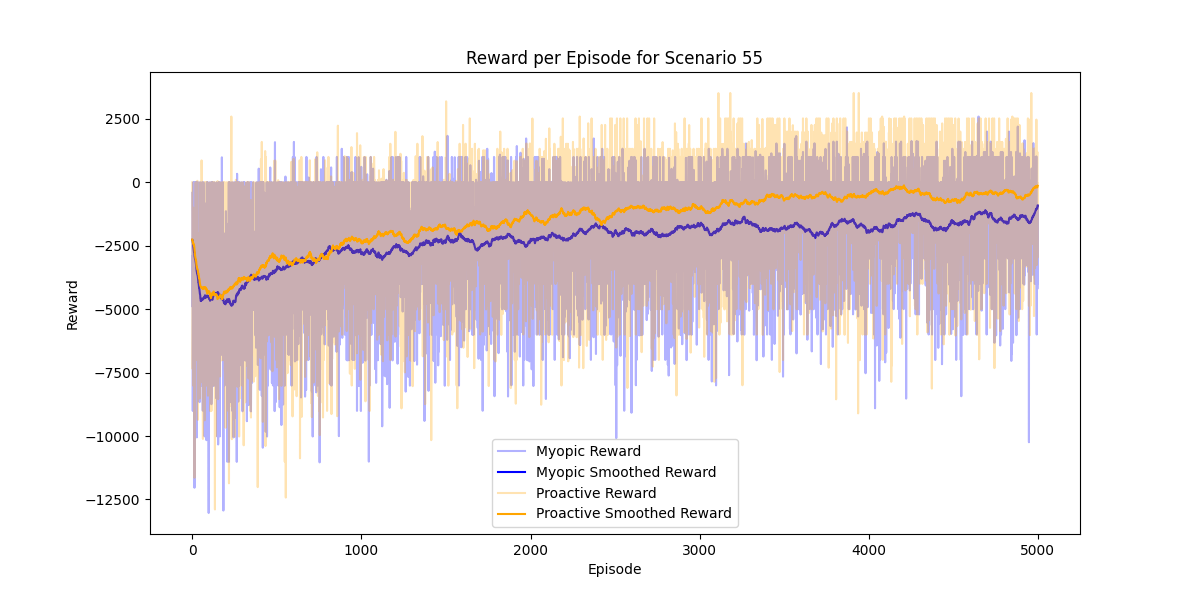 Reward per Episode for Scenario 55
2500
0
−2500
−5000
−7500
−10000
−12500
Reward
Myopic Reward
Myopic Smoothed Reward
Proactive Reward
Proactive Smoothed Reward
0 1000 2000 3000 4000 5000
Episode